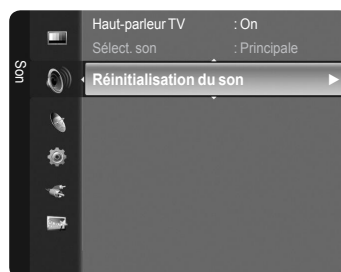 Son
Haut-parleur TV : On
Sélect. son : Principale
Réinitialisation du son